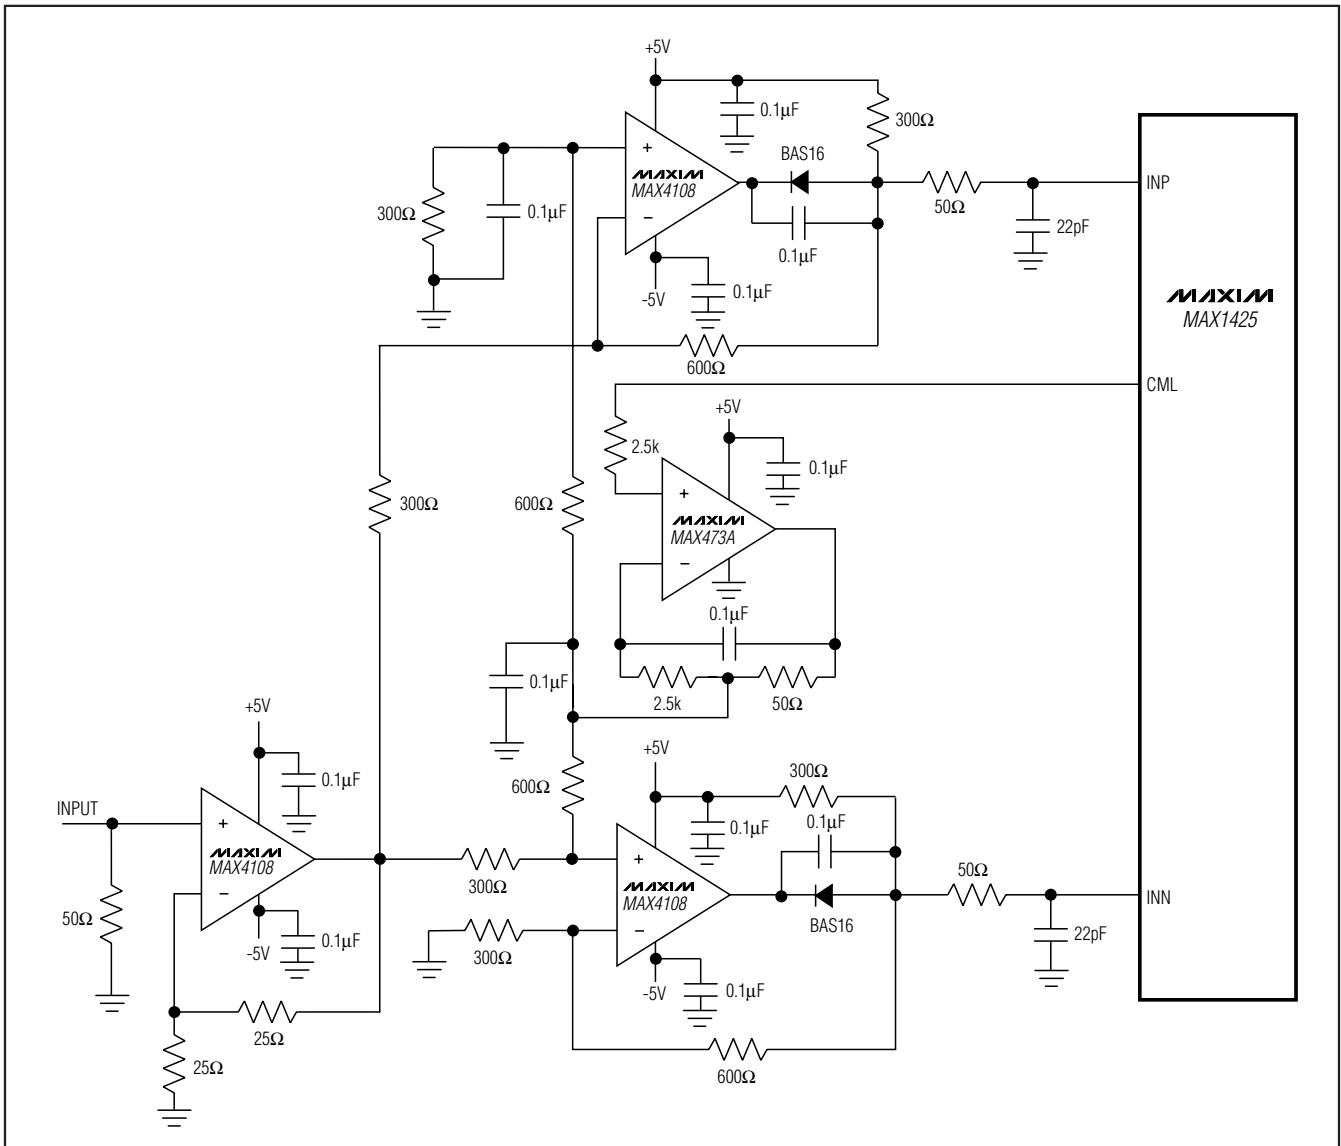 +5V
0.1µF
300Ω
BAS16
+
MAXIM
MAX4108
INP
300Ω
0.1µF
−
50Ω
22pF
0.1µF
0.1µF
-5V
MAXIM
MAX1425
600Ω
CML
+5V
2.5k
0.1µF
+
300Ω
600Ω
MAXIM
MAX473A
−
0.1µF
0.1µF
2.5k
50Ω
+5V
+5V
300Ω
0.1µF
600Ω
INPUT
0.1µF
0.1µF
+
MAXIM
MAX4108
+
MAXIM
MAX4108
50Ω
300Ω
−
INN
50Ω
BAS16
−
300Ω
22pF
-5V
0.1µF
-5V
0.1µF
25Ω
600Ω
25Ω